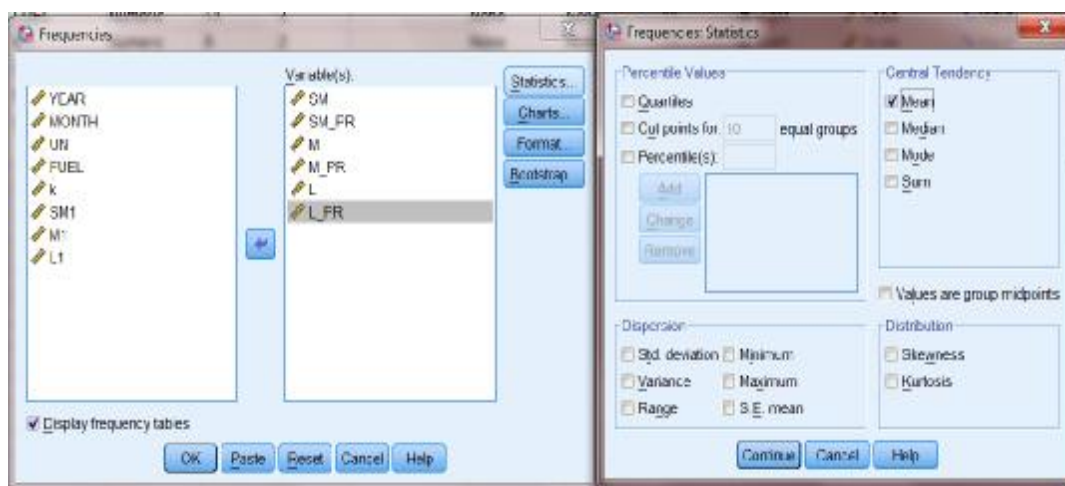 Frequencies
Variable(s):
YEAR
MONTH
UN
FUEL
k
SM1
M1
L1
SM
SM_PR
M
M_PR
L
L_PR
Statistics...
Charts...
Format...
Bootstrap...
Display frequency tables
OK Paste Reset Cancel Help
Frequencies: Statistics
Percentile Values
Quartiles
Cut points for: 10 equal groups
Percentile(s):
Add
Change
Remove
Central Tendency
Mean
Median
Mode
Sum
Values are group midpoints
Dispersion
Std. deviation Minimum
Variance Maximum
Range S.E. mean
Distribution
Skewness
Kurtosis
Continue Cancel Help